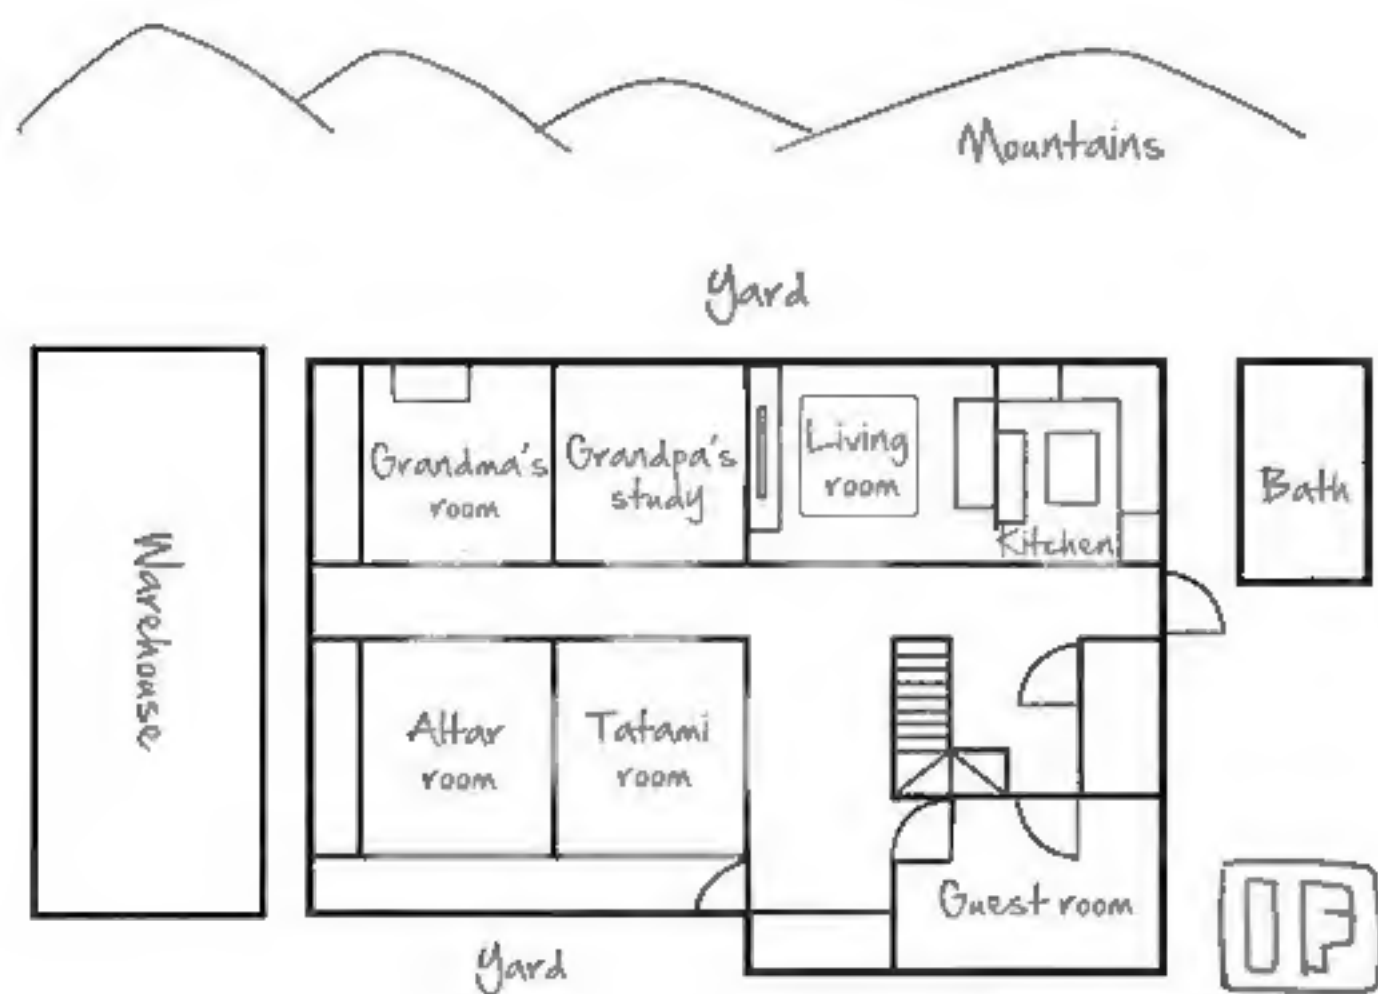 Mountains
Yard
Grandma's
room
Grandpa's
study
Living
room
Kitchen
Bath
Warehouse
Altar
room
Tatami
room
Guest room
Yard
1F